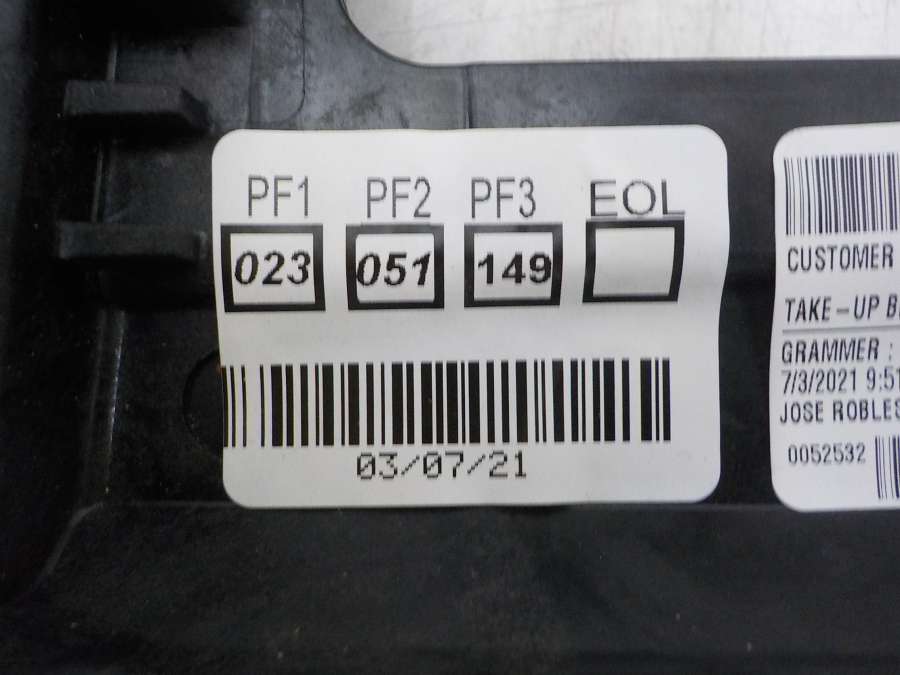 PF1 PF2 PF3 EOL
023 051 149
03/07/21
CUSTOMER
TAKE-UP
GRAMMER :
7/3/2021 9:51
JOSE ROBLES
0052532